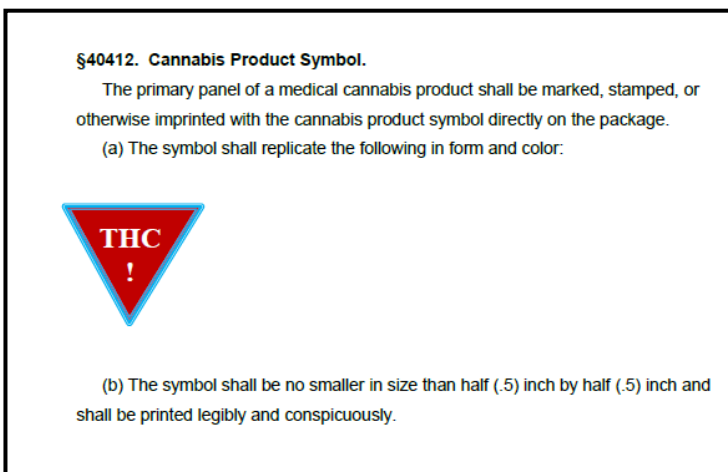 §40412. Cannabis Product Symbol.
The primary panel of a medical cannabis product shall be marked, stamped, or
otherwise imprinted with the cannabis product symbol directly on the package.
(a) The symbol shall replicate the following in form and color:
THC
!
(b) The symbol shall be no smaller in size than half (.5) inch by half (.5) inch and
shall be printed legibly and conspicuously.